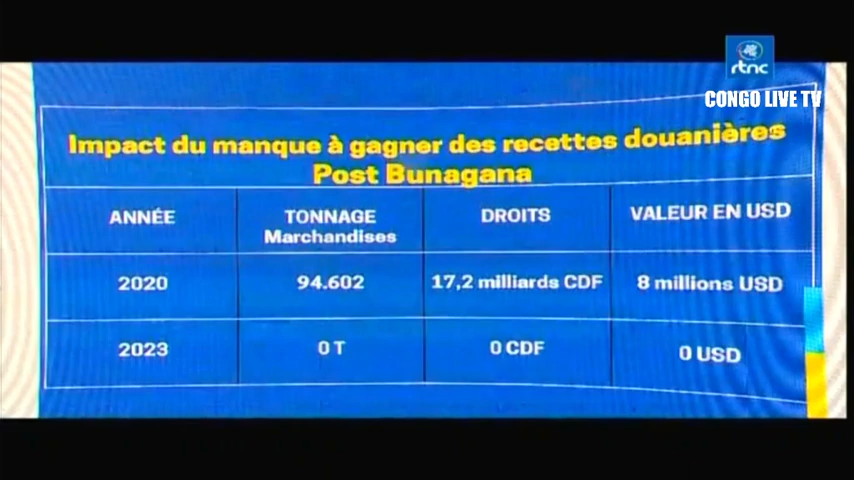 rtnc
CONGO LIVE TV
Impact du manque à gagner des recettes douanières
Post Bunagana
ANNÉE
TONNAGE
Marchandises
DROITS
VALEUR EN USD
2020
94.602
17,2 milliards CDF
8 millions USD
2023
0 T
0 CDF
0 USD